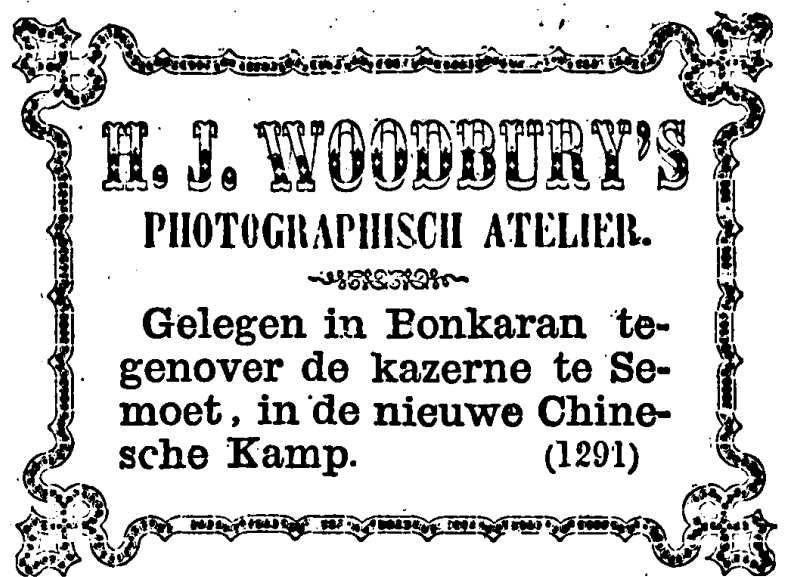 H. J. WOODBURY'S
PHOTOGRAPHISCH ATELIER.
Gelegen in Bonkaran te-
genover de kazerne te Se-
moet, in de nieuwe Chine-
sche Kamp. (1291)